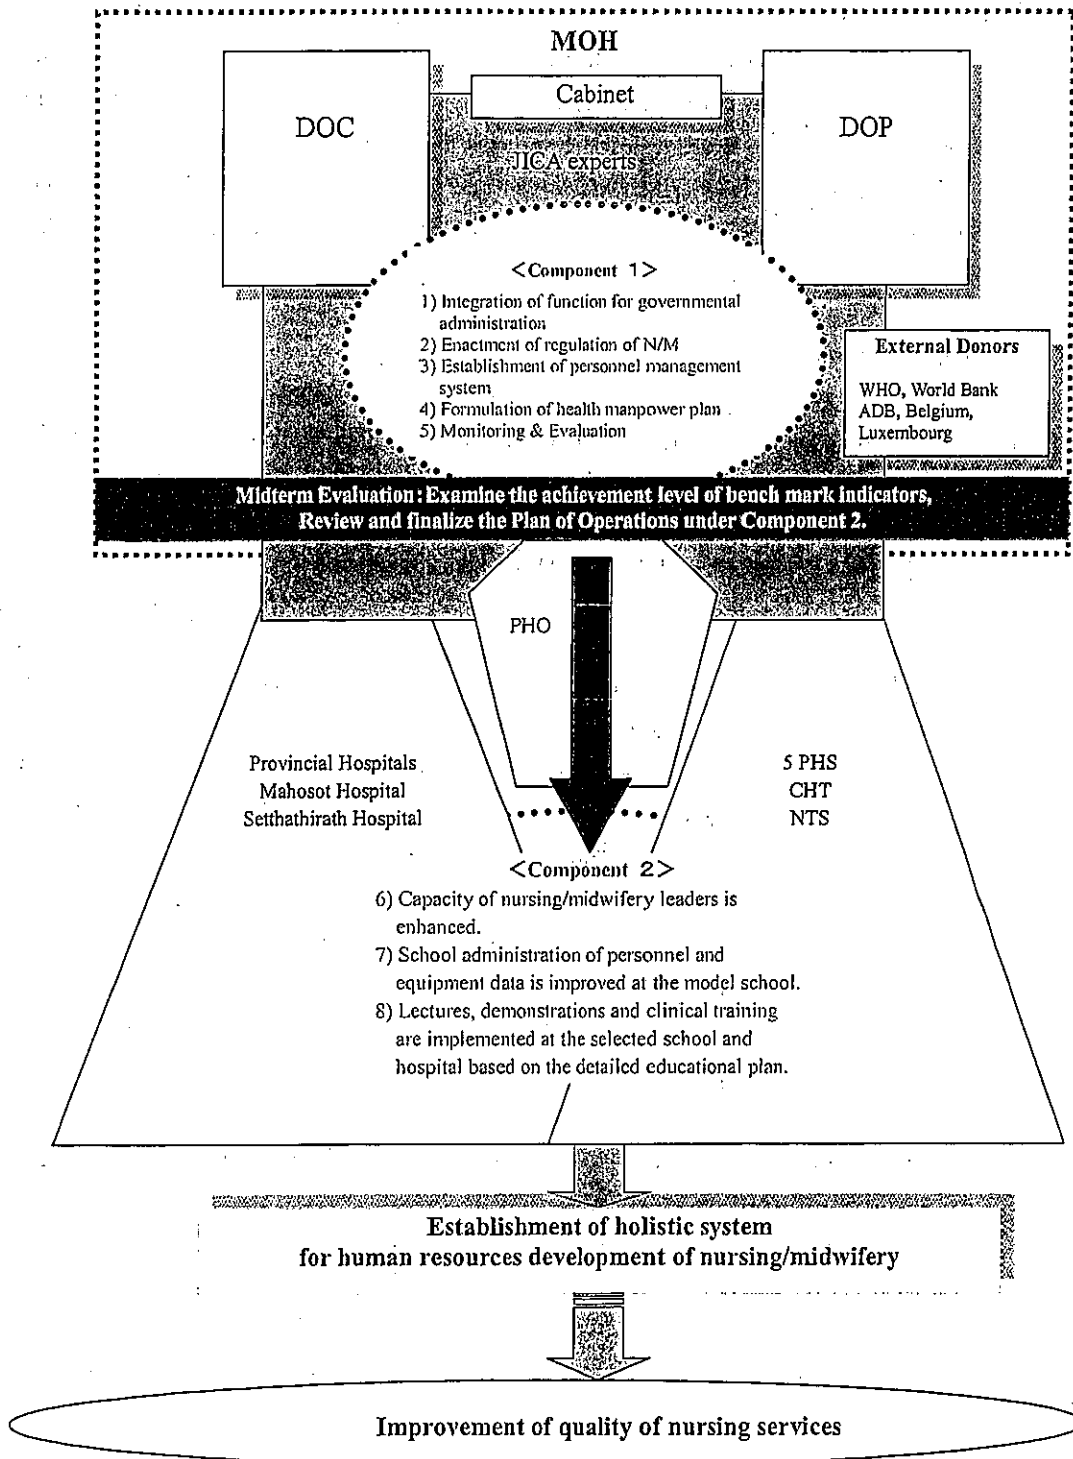 MOH
Cabinet
DOC
DOP
JICA experts
<Component 1>
1) Integration of function for governmental
administration
2) Enactment of regulation of N/M
3) Establishment of personnel management
system
4) Formulation of health manpower plan
5) Monitoring & Evaluation
External Donors
WHO, World Bank
ADB, Belgium,
Luxembourg
Midterm Evaluation: Examine the achievement level of bench mark indicators,
Review and finalize the Plan of Operations under Component 2.
PHO
Provincial Hospitals
Mahosot Hospital
Setthathirath Hospital
5 PHS
CHT
NTS
<Component 2>
6) Capacity of nursing/midwifery leaders is
enhanced.
7) School administration of personnel and
equipment data is improved at the model school.
8) Lectures, demonstrations and clinical training
are implemented at the selected school and
hospital based on the detailed educational plan.
Establishment of holistic system
for human resources development of nursing/midwifery
Improvement of quality of nursing services